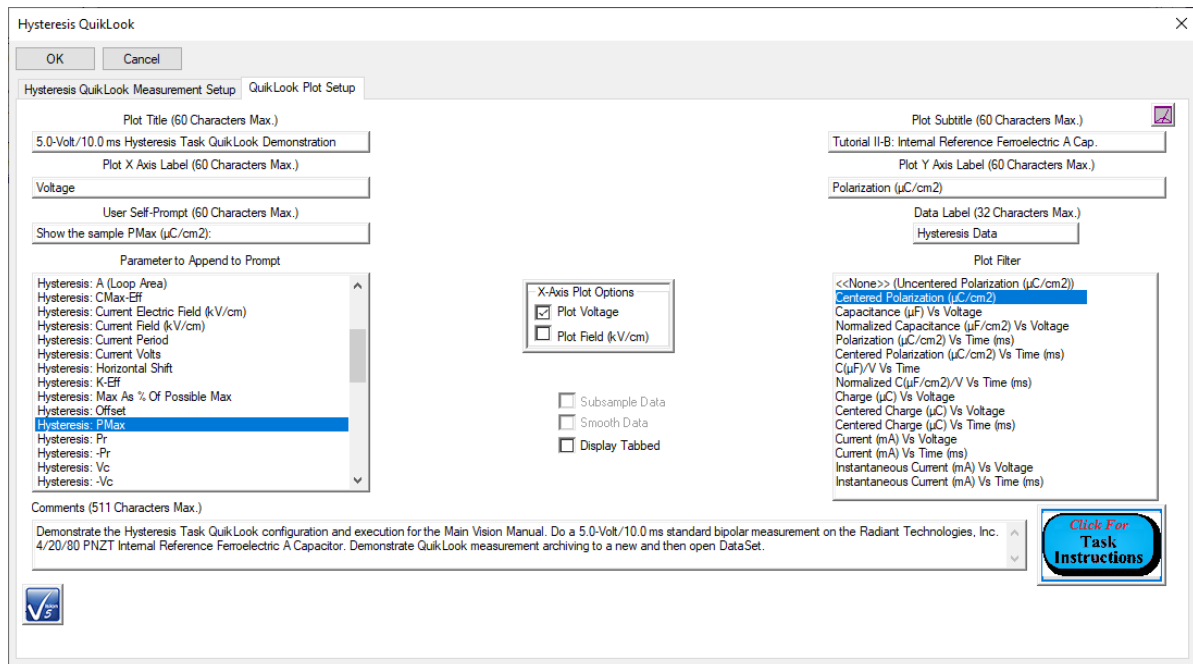 Hysteresis QuikLook
OK
Cancel
Hysteresis QuikLook Measurement Setup
QuikLook Plot Setup
Plot Title (60 Characters Max.)
5.0-Volt/10.0 ms Hysteresis Task QuikLook Demonstration
Plot Subtitle (60 Characters Max.)
Tutorial II-B: Internal Reference Ferroelectric A Cap.
Plot X Axis Label (60 Characters Max.)
Voltage
Plot Y Axis Label (60 Characters Max.)
Polarization (µC/cm2)
User Self-Prompt (60 Characters Max.)
Show the sample PMax (µC/cm2):
Data Label (32 Characters Max.)
Hysteresis Data
Parameter to Append to Prompt
Hysteresis: A (Loop Area)
Hysteresis: CMax-Eff
Hysteresis: Current Electric Field (kV/cm)
Hysteresis: Current Field (kV/cm)
Hysteresis: Current Period
Hysteresis: Current Volts
Hysteresis: Horizontal Shift
Hysteresis: K-Eff
Hysteresis: Max As % Of Possible Max
Hysteresis: Offset
Hysteresis: PMax
Hysteresis: Pr
Hysteresis: -Pr
Hysteresis: Vc
Hysteresis: -Vc
X-Axis Plot Options
Plot Voltage
Plot Field (kV/cm)
Subsample Data
Smooth Data
Display Tabbed
Plot Filter
<<None>> (Uncentered Polarization (µC/cm2))
Centered Polarization (µC/cm2)
Capacitance (µF) Vs Voltage
Normalized Capacitance (µF/cm2) Vs Voltage
Polarization (µC/cm2) Vs Time (ms)
Centered Polarization (µC/cm2) Vs Time (ms)
C(µF)/V Vs Time
Normalized C(µF/cm2)/V Vs Time (ms)
Charge (µC) Vs Voltage
Centered Charge (µC) Vs Voltage
Centered Charge (µC) Vs Time (ms)
Current (mA) Vs Voltage
Current (mA) Vs Time (ms)
Instantaneous Current (mA) Vs Voltage
Instantaneous Current (mA) Vs Time (ms)
Comments (511 Characters Max.)
Demonstrate the Hysteresis Task QuikLook configuration and execution for the Main Vision Manual. Do a 5.0-Volt/10.0 ms standard bipolar measurement on the Radiant Technologies, Inc.
4/20/80 PNZT Internal Reference Ferroelectric A Capacitor. Demonstrate QuikLook measurement archiving to a new and then open DataSet.
Click For
Task
Instructions